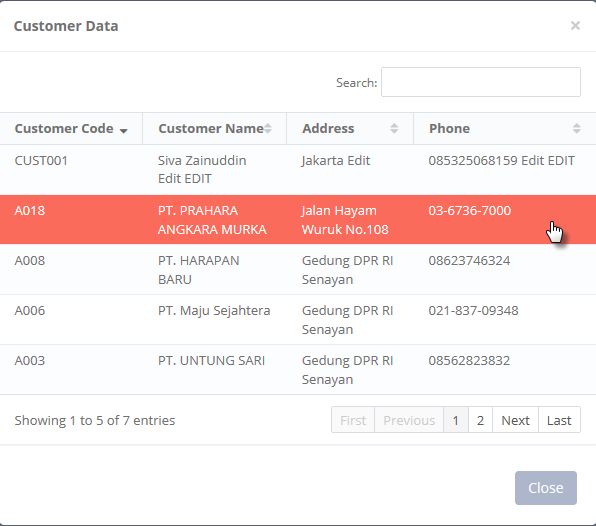 Customer Data ×
Search:
Customer Code Customer Name Address Phone
CUST001 Siva Zainuddin Jakarta Edit 085325068159 Edit EDIT
Edit EDIT
A018 PT. PRAHARA Jalan Hayam 03-6736-7000
ANGKARA MURKA Wuruk No.108
A008 PT. HARAPAN Gedung DPR RI 08623746324
BARU Senayan
A006 PT. Maju Sejahtera Gedung DPR RI 021-837-09348
Senayan
A003 PT. UNTUNG SARI Gedung DPR RI 08562823832
Senayan
Showing 1 to 5 of 7 entries First Previous 1 2 Next Last
Close